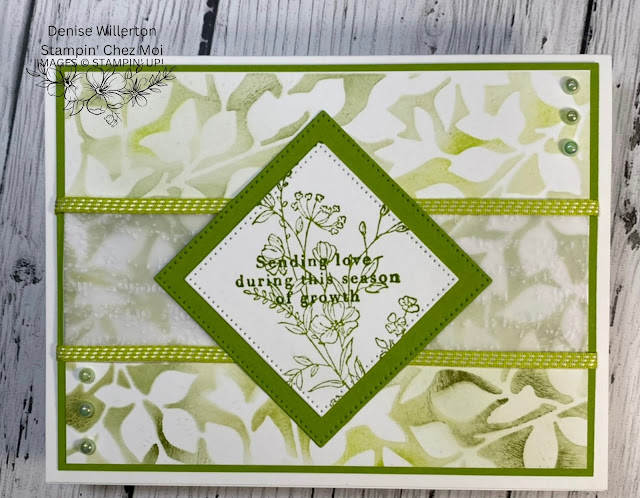 Denise Willerton
Stampin' Chez Moi
IMAGES © STAMPIN' UP!
Sending love
during this season
of growth